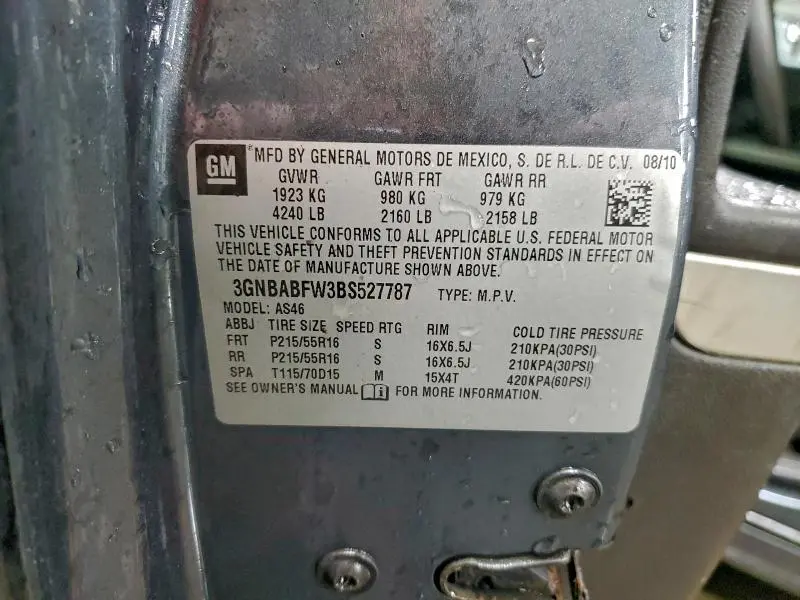 GM ® MFD BY GENERAL MOTORS DE MEXICO, S. DE R.L. DE C.V. 08/10
GVWR GAWR FRT GAWR RR
1923 KG 980 KG 979 KG
4240 LB 2160 LB 2158 LB
THIS VEHICLE CONFORMS TO ALL APPLICABLE U.S. FEDERAL MOTOR
VEHICLE SAFETY AND THEFT PREVENTION STANDARDS IN EFFECT ON
THE DATE OF MANUFACTURE SHOWN ABOVE.
3GNBABFW3BS527787 TYPE: M.P.V.
MODEL: AS46
ABBJ TIRE SIZE SPEED RTG RIM COLD TIRE PRESSURE
FRT P215/55R16 S 16X6.5J 210KPA(30PSI)
RR P215/55R16 S 16X6.5J 210KPA(30PSI)
SPA T115/70D15 M 15X4T 420KPA(60PSI)
SEE OWNER'S MANUAL FOR MORE INFORMATION.